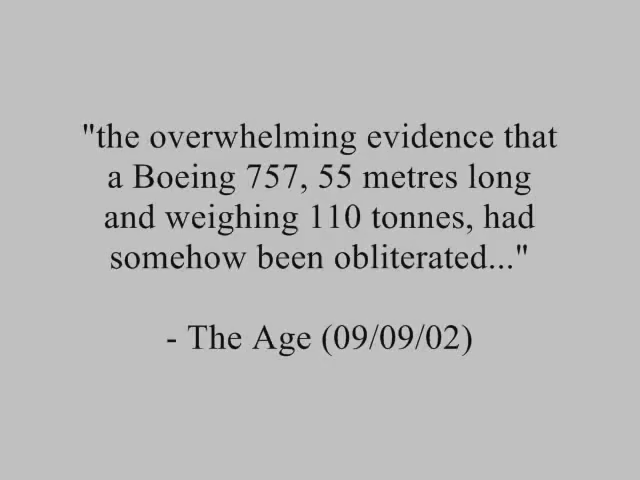 "the overwhelming evidence that
a Boeing 757, 55 metres long
and weighing 110 tonnes, had
somehow been obliterated..."
- The Age (09/09/02)